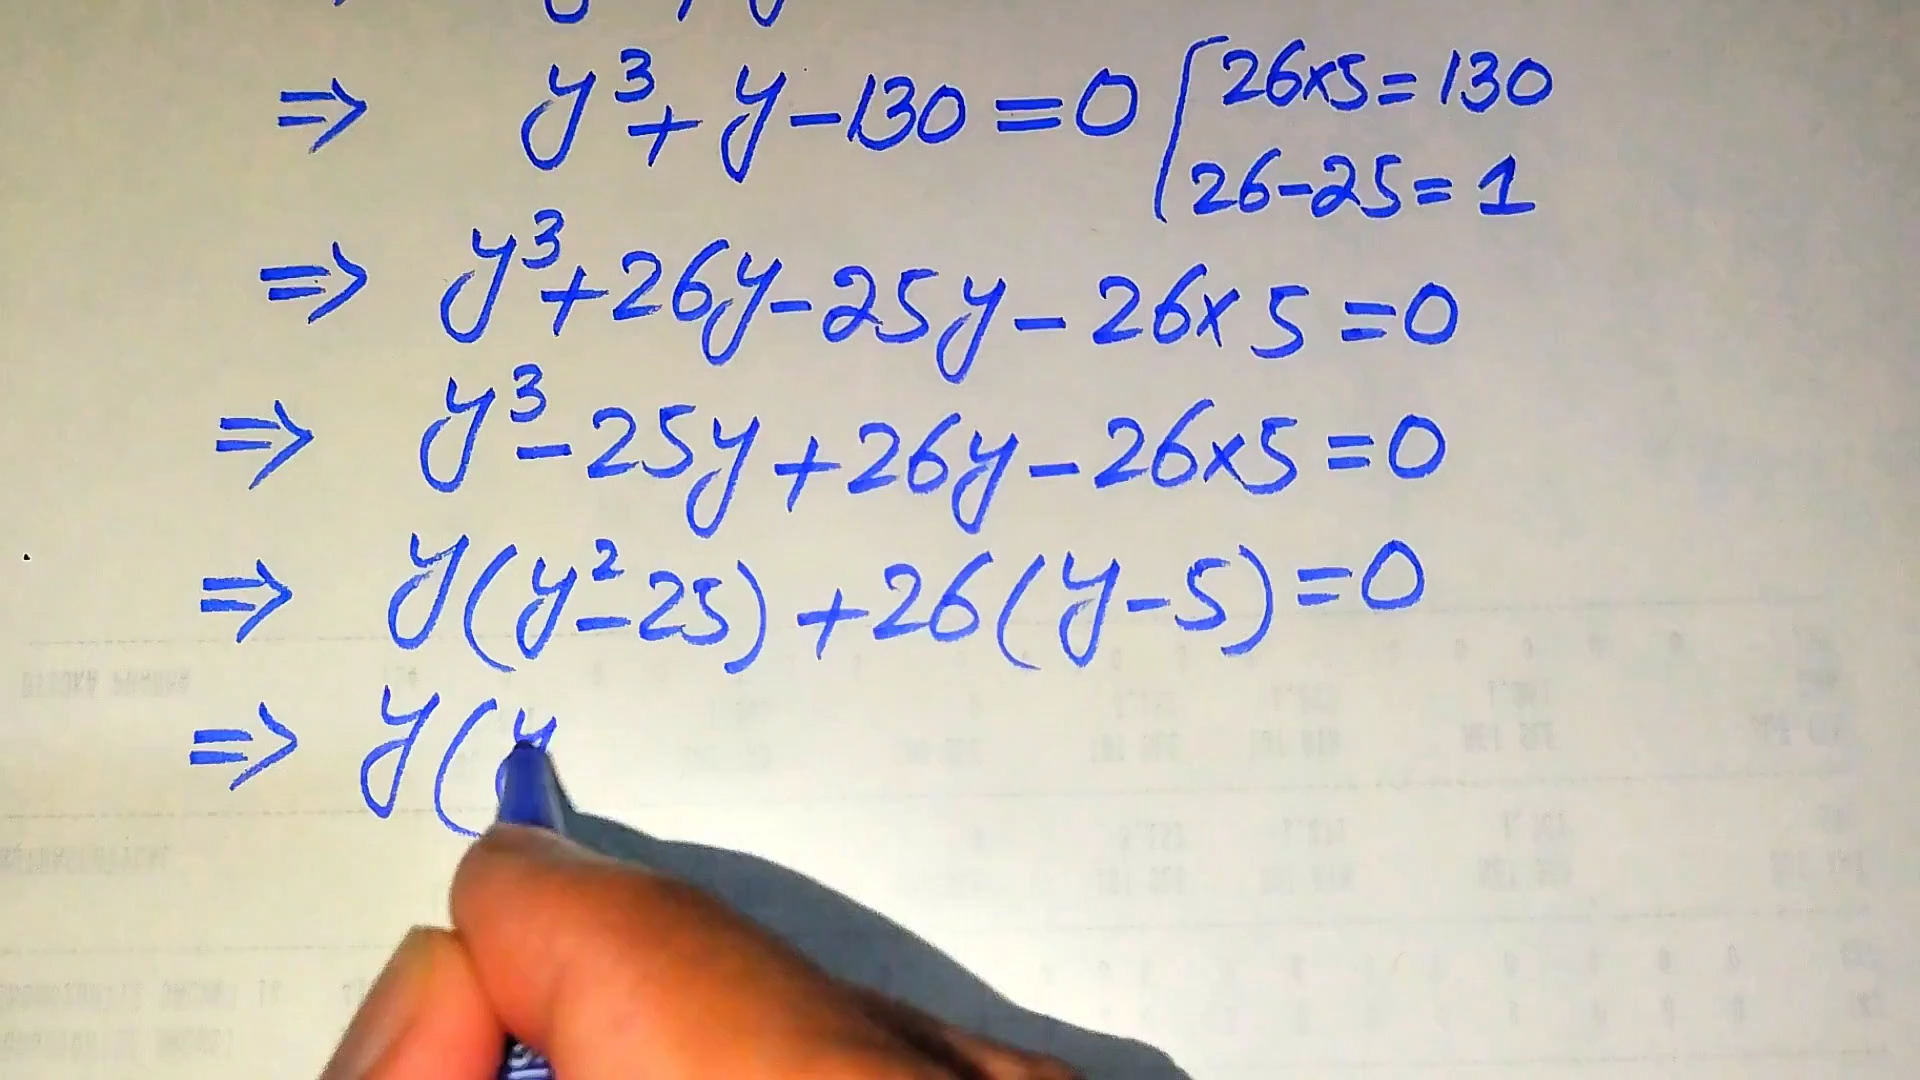 => y³ + y - 130 = 0 26×5 = 130
26 - 25 = 1
=> y³ + 26y - 25y - 26×5 = 0
=> y³ - 25y + 26y - 26×5 = 0
=> y(y² - 25) + 26(y - 5) = 0
=> y(y